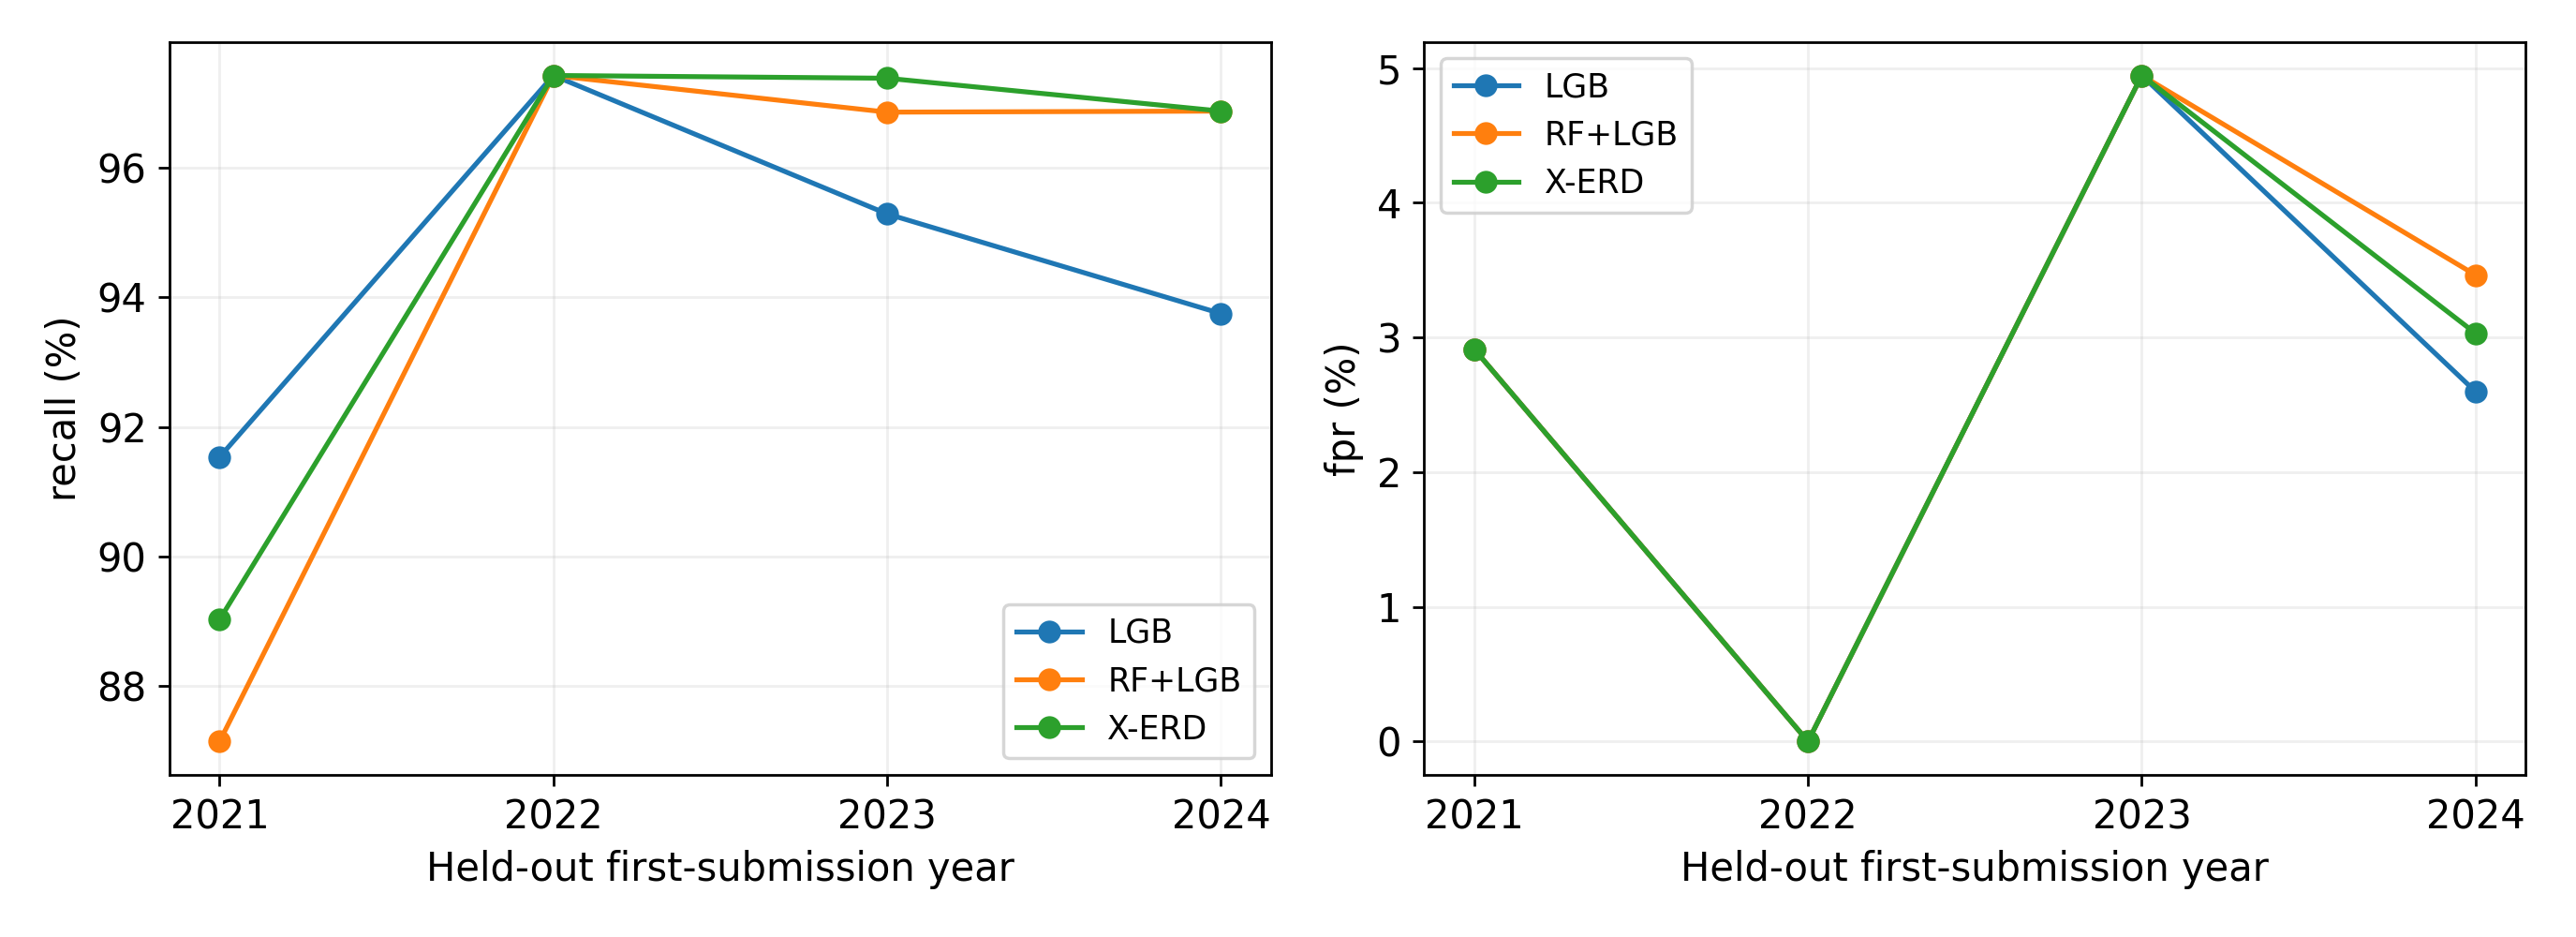 recall (%)
96
94
92
90
88
2021 2022 2023 2024
Held-out first-submission year
LGB
RF+LGB
X-ERD
fpr (%)
5
4
3
2
1
0
2021 2022 2023 2024
Held-out first-submission year
LGB
RF+LGB
X-ERD